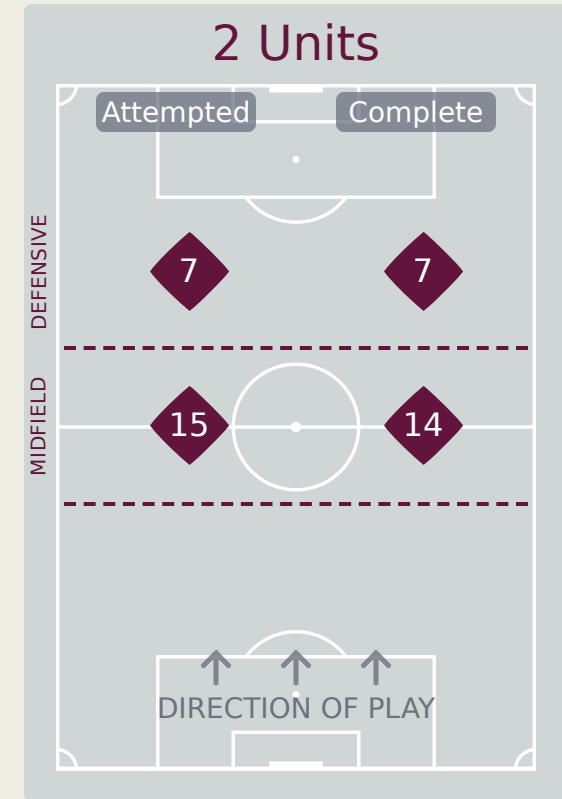 2 Units
Attempted Complete
DEFENSIVE
7 7
MIDFIELD
15 14
DIRECTION OF PLAY